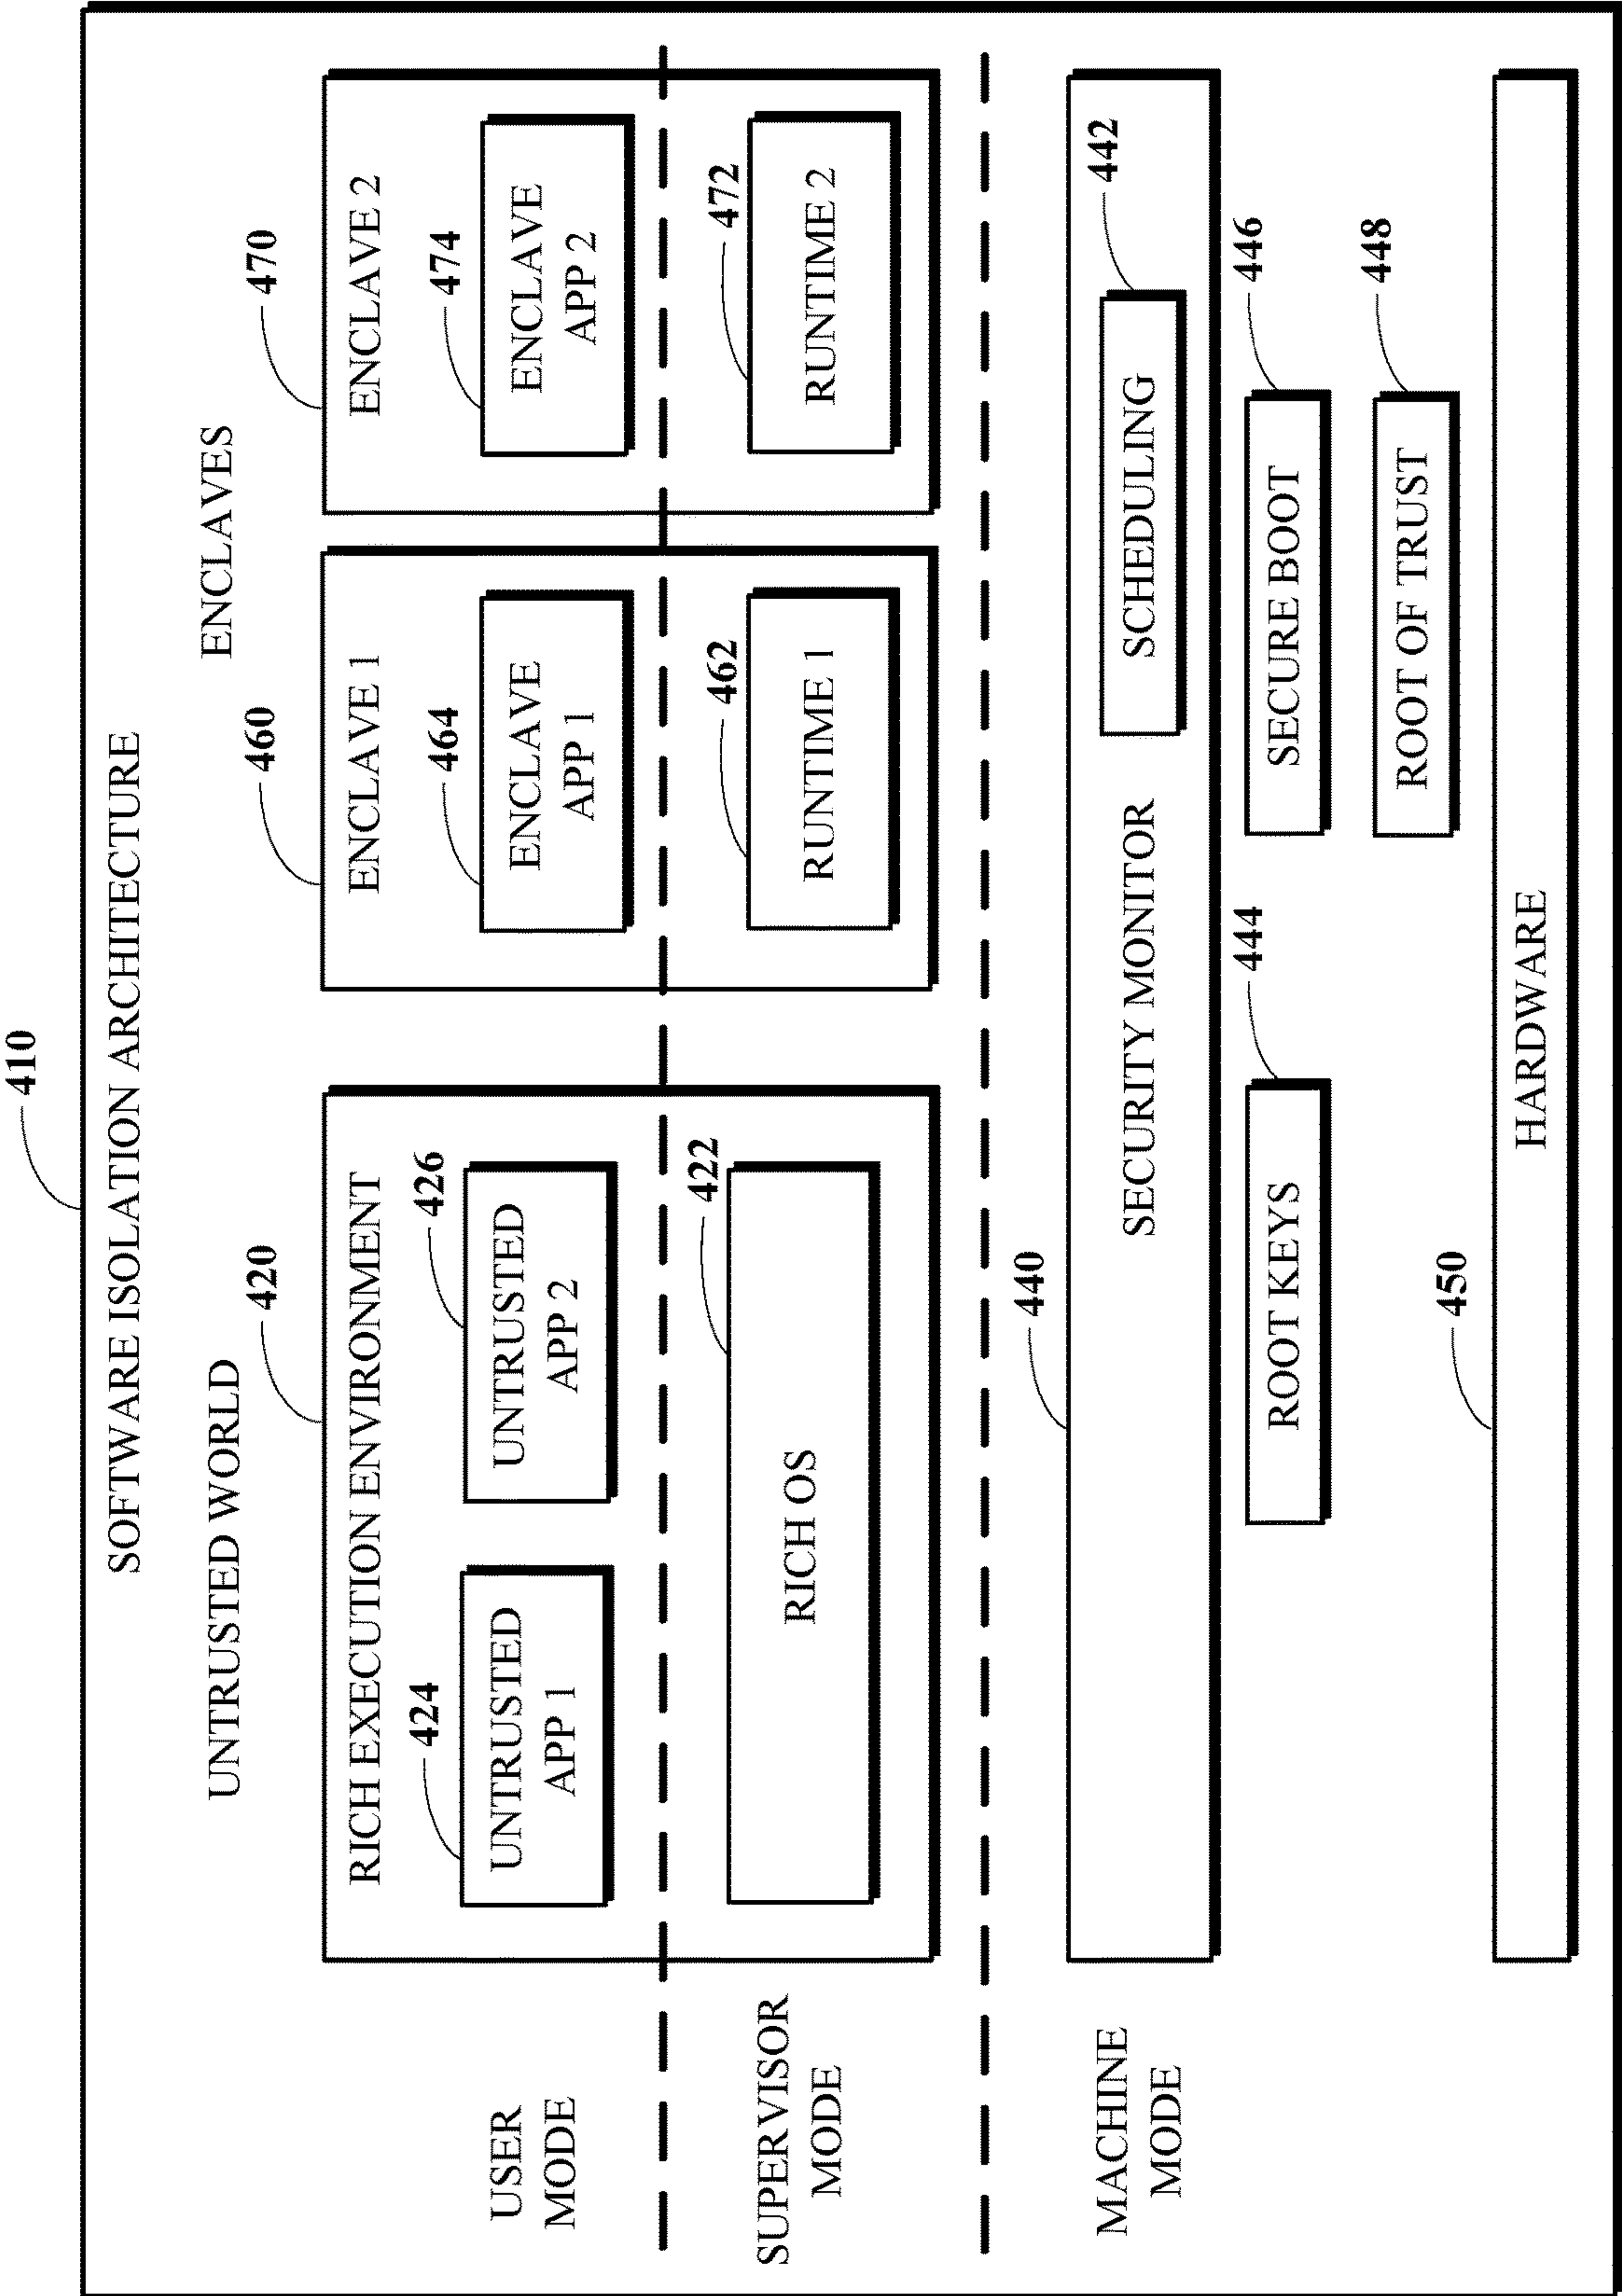 410
SOFTWARE ISOLATION ARCHITECTURE
UNTRUSTED WORLD
ENCLAVES
420
460
470
RICH EXECUTION ENVIRONMENT
ENCLAVE 1
ENCLAVE 2
424
426
464
474
USER
MODE
UNTRUSTED
APP 1
UNTRUSTED
APP 2
ENCLAVE
APP 1
ENCLAVE
APP 2
422
462
472
SUPERVISOR
MODE
RICH OS
RUNTIME 1
RUNTIME 2
440
442
MACHINE
MODE
SECURITY MONITOR
SCHEDULING
444
446
ROOT KEYS
SECURE BOOT
448
ROOT OF TRUST
450
HARDWARE